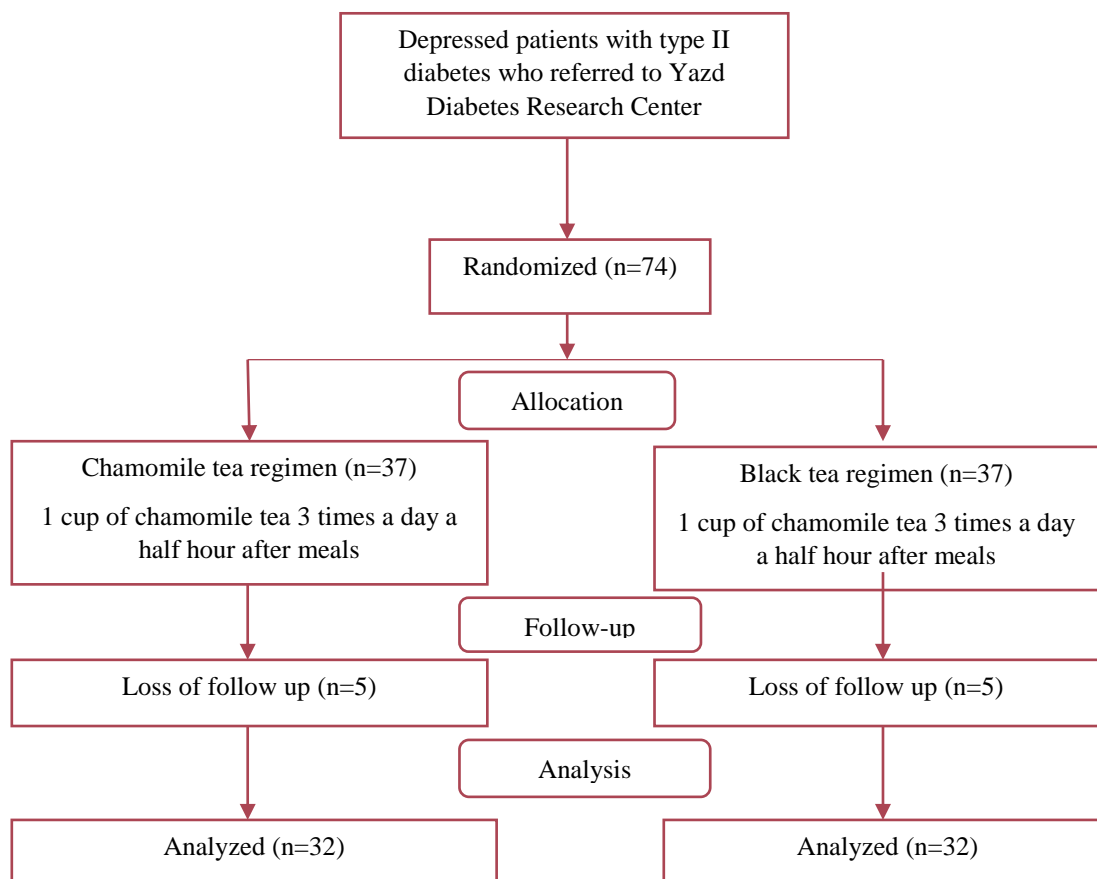 Depressed patients with type II
diabetes who referred to Yazd
Diabetes Research Center
Randomized (n=74)
Allocation
Chamomile tea regimen (n=37)
1 cup of chamomile tea 3 times a day a
half hour after meals
Black tea regimen (n=37)
1 cup of chamomile tea 3 times a day
a half hour after meals
Follow-up
Loss of follow up (n=5)
Loss of follow up (n=5)
Analysis
Analyzed (n=32)
Analyzed (n=32)